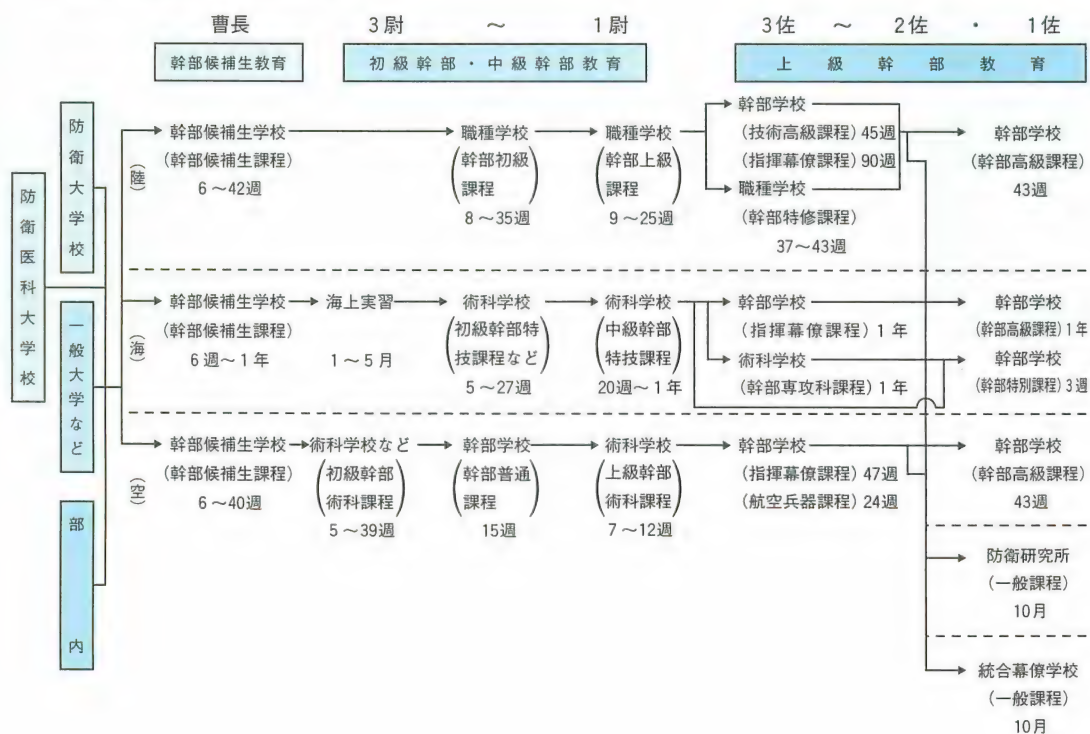 曹長 3尉 ～ 1尉 3佐 ～ 2佐 ・ 1佐
幹部候補生教育 初級幹部・中級幹部教育 上級幹部教育
防衛医科大学校
防衛大学校
一般大学など
部内
(陸)
幹部候補生学校
(幹部候補生課程)
6～42週
職種学校
(幹部初級
課程)
8～35週
職種学校
(幹部上級
課程)
9～25週
幹部学校
(技術高級課程) 45週
(指揮幕僚課程) 90週
職種学校
(幹部特修課程)
37～43週
幹部学校
(幹部高級課程)
43週
(海)
幹部候補生学校
(幹部候補生課程)
6週～1年
海上実習
1～5月
術科学校
(初級幹部特
技課程など)
5～27週
術科学校
(中級幹部
特技課程)
20週～1年
幹部学校
(指揮幕僚課程) 1年
術科学校
(幹部専攻科課程) 1年
幹部学校
(幹部高級課程) 1年
幹部学校
(幹部特別課程) 3週
(空)
幹部候補生学校
(幹部候補生課程)
6～40週
術科学校など
(初級幹部
術科課程)
5～39週
幹部学校
(幹部普通
課程)
15週
術科学校
(上級幹部
術科課程)
7～12週
幹部学校
(指揮幕僚課程) 47週
(航空兵器課程) 24週
幹部学校
(幹部高級課程)
43週
防衛研究所
(一般課程)
10月
統合幕僚学校
(一般課程)
10月